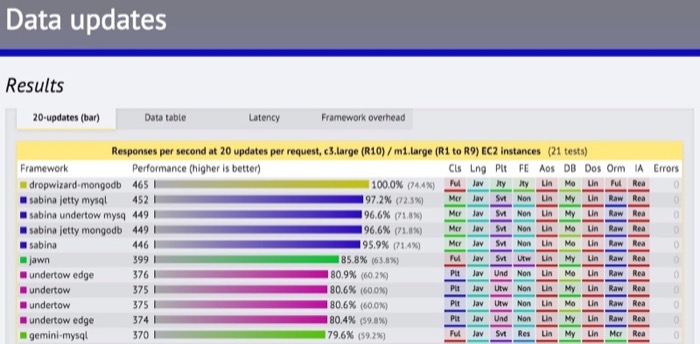 Data updates
Results
20-updates (bar) Data table Latency Framework overhead
Responses per second at 20 updates per request, c3.large (R10) / m1.large (R1 to R9) EC2 instances (21 tests)
Framework Performance (higher is better) Cls Lng Plt FE Aos DB Dos Orm IA Errors
dropwizard-mongodb 465 100.0% (74.4%) Ful Jav Jty Jty Lin Mo Lin Ful Rea 0
sabina jetty mysql 452 97.2% (72.3%) Mcr Jav Svt Non Lin My Lin Raw Rea 0
sabina undertow mysq 449 96.6% (71.8%) Mcr Jav Svt Non Lin My Lin Raw Rea 0
sabina jetty mongodb 449 96.6% (71.8%) Mcr Jav Svt Non Lin Mo Lin Raw Rea 0
sabina 446 95.9% (71.4%) Mcr Jav Svt Non Lin Mo Lin Raw Rea 0
jawn 399 85.8% (63.8%) Ful Jav Svt Utw Lin My Lin Raw Rea 0
undertow edge 376 80.9% (60.2%) Plt Jav Und Non Lin Mo Lin Raw Rea 0
undertow 375 80.6% (60.0%) Plt Jav Utw Non Lin My Lin Raw Rea 0
undertow 375 80.6% (60.0%) Plt Jav Utw Non Lin Mo Lin Raw Rea 0
undertow edge 374 80.4% (59.8%) Plt Jav Und Non Lin My Lin Raw Rea 0
gemini-mysql 370 79.6% (59.2%) Ful Jav Svt Res Lin My Lin Mcr Rea 0